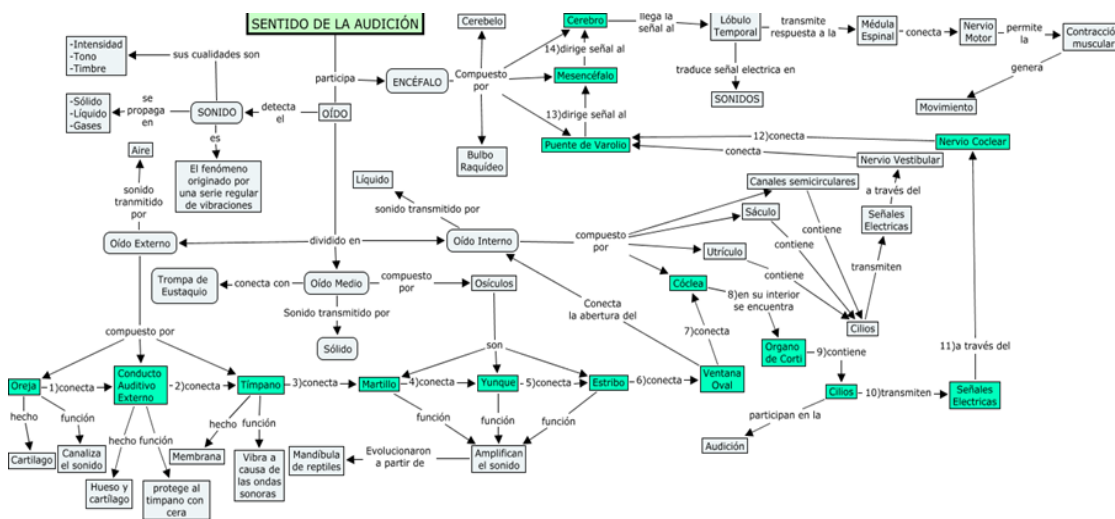 SENTIDO DE LA AUDICIÓN
Cerebelo
Cerebro
llega la
señal al
Lóbulo
Temporal
transmite
respuesta a la
Médula
Espinal
conecta
Nervio
Motor
permite
la
Contracció
muscular
-Intensidad
-Tono
-Timbre
sus cualidades son
14)dirige señal al
participa
ENCÉFALO
Compuesto
por
Mesencéfalo
traduce señal electrica en
genera
-Sólido
-Líquido
-Gases
se
propaga
en
SONIDO
detecta
el
OÍDO
SONIDOS
Movimiento
13)dirige señal al
es
Aire
Bulbo
Raquídeo
Puente de Varolio
12)conecta
conecta
Nervio Coclear
Nervio Vestibular
El fenómeno
originado por
una serie regular
de vibraciones
Líquido
Canales semicirculares
a través del
sonido
tranmitido
por
sonido transmitido por
Sáculo
Señales
Electricas
Oído Externo
dividido en
Oído Interno
compuesto
por
contiene
contiene
Utrículo
Trompa de
Eustaquio
conecta con
Oído Medio
compuesto
por
Osículos
Cóclea
contiene
transmiten
8)en su interior
se encuentra
Sonido transmitido por
Conecta
la abertura del
7)conecta
Cilios
compuesto por
Sólido
son
Organo
de Corti
9)contiene
11)a través del
Oreja
1)conecta
Conducto
Auditivo
Externo
2)conecta
Tímpano
3)conecta
Martillo
4)conecta
Yunque
5)conecta
Estribo
6)conecta
Ventana
Oval
Cilios
10)transmiten
Señales
Electricas
hecho
función
hecho
función
función
función
función
participan en la
Cartilago
Canaliza
el sonido
hecho
función
Membrana
Vibra a
causa de
las ondas
sonoras
Mandíbula
de reptiles
Evolucionaron
a partir de
Amplifican
el sonido
Audición
Hueso y
cartílago
protege al
timpano con
cera